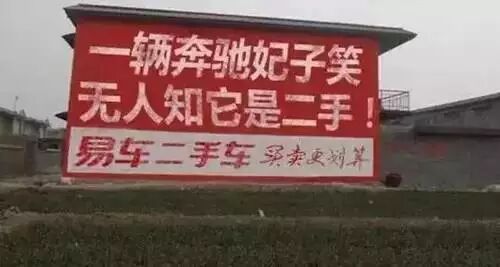 一辆奔驰妃子笑
无人知它是二手!
易车二手车 买卖更划算